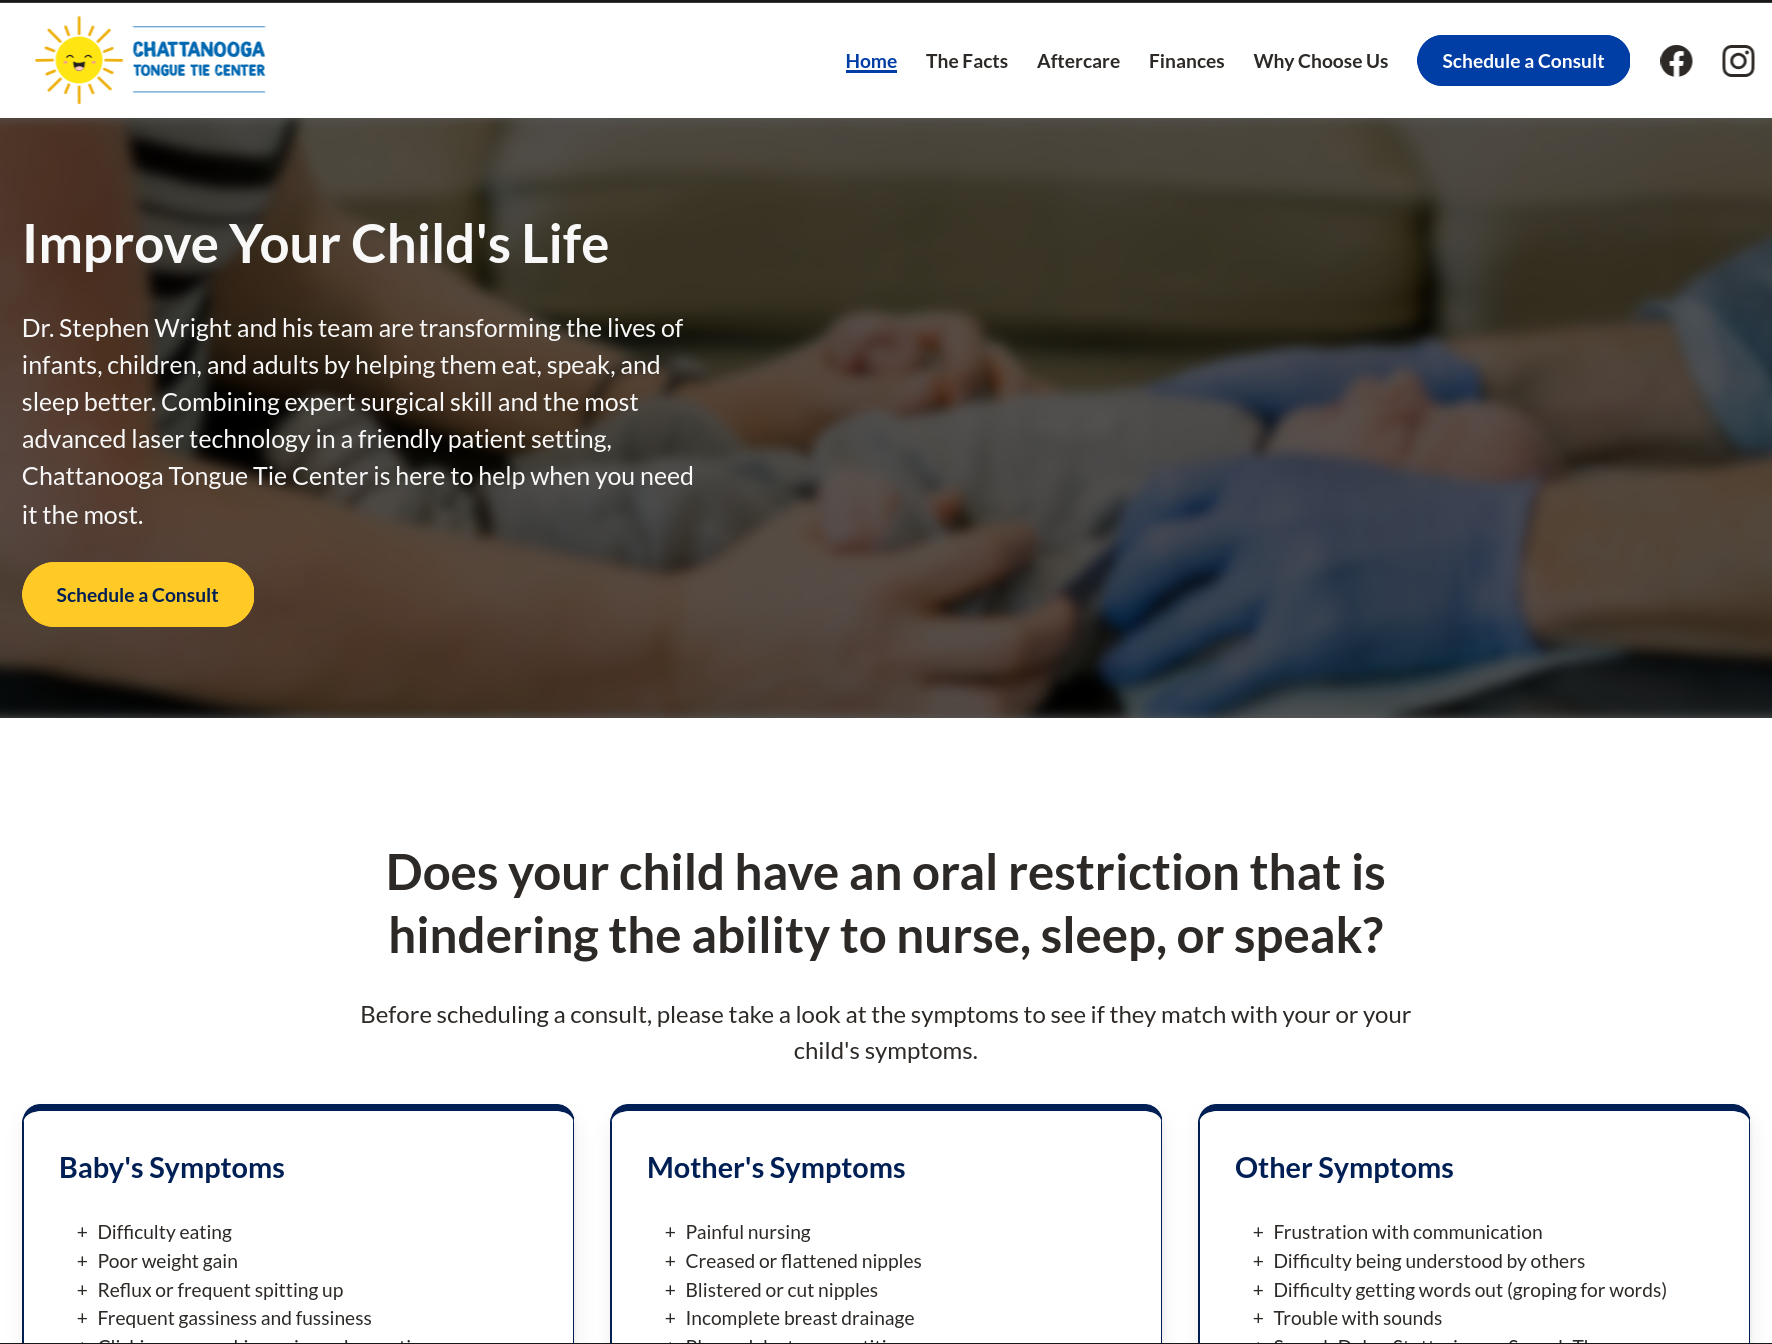 CHATTANOOGA
TONGUE TIE CENTER
Home
The Facts
Aftercare
Finances
Why Choose Us
Schedule a Consult
Improve Your Child's Life
Dr. Stephen Wright and his team are transforming the lives of
infants, children, and adults by helping them eat, speak, and
sleep better. Combining expert surgical skill and the most
advanced laser technology in a friendly patient setting,
Chattanooga Tongue Tie Center is here to help when you need
it the most.
Schedule a Consult
Does your child have an oral restriction that is
hindering the ability to nurse, sleep, or speak?
Before scheduling a consult, please take a look at the symptoms to see if they match with your or your
child's symptoms.
Baby's Symptoms
+ Difficulty eating
+ Poor weight gain
+ Reflux or frequent spitting up
+ Frequent gassiness and fussiness
Mother's Symptoms
+ Painful nursing
+ Creased or flattened nipples
+ Blistered or cut nipples
+ Incomplete breast drainage
Other Symptoms
+ Frustration with communication
+ Difficulty being understood by others
+ Difficulty getting words out (groping for words)
+ Trouble with sounds